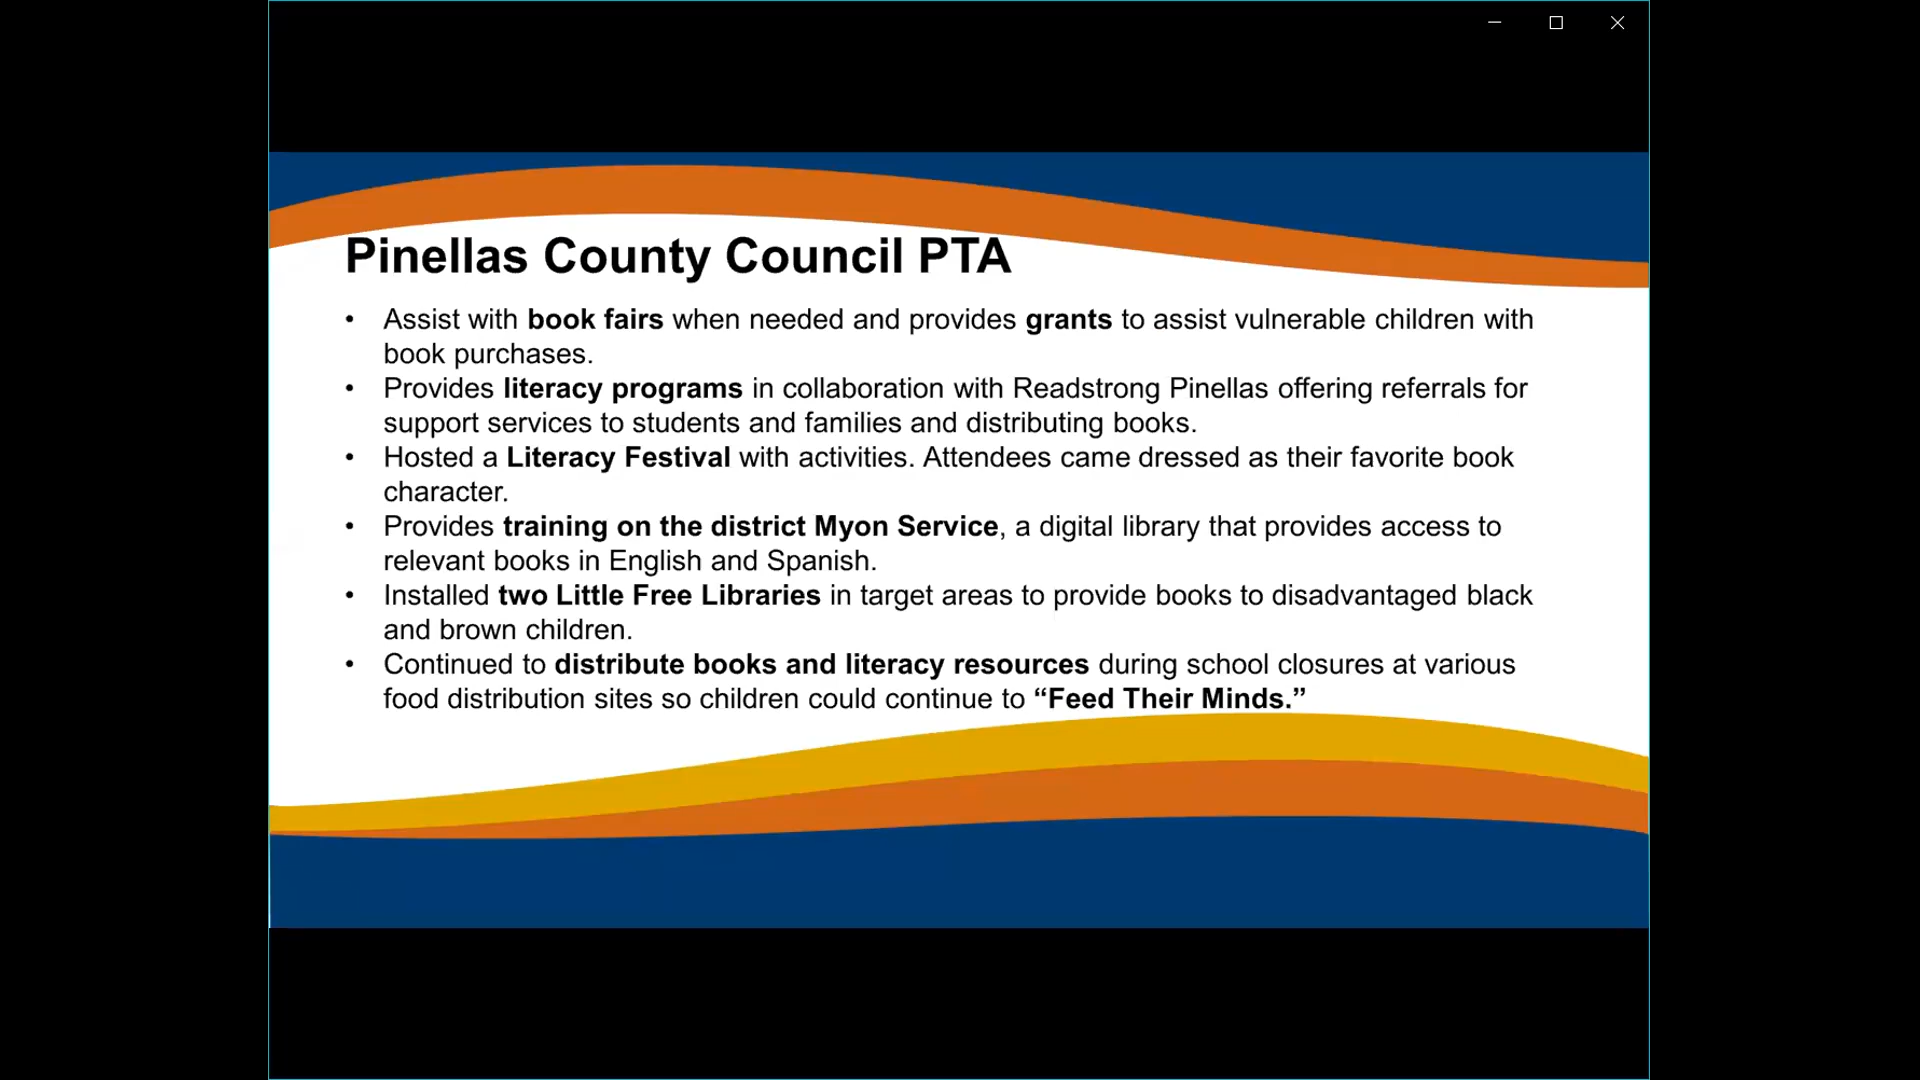 Pinellas County Council PTA
• Assist with book fairs when needed and provides grants to assist vulnerable children with
book purchases.
• Provides literacy programs in collaboration with Readstrong Pinellas offering referrals for
support services to students and families and distributing books.
• Hosted a Literacy Festival with activities. Attendees came dressed as their favorite book
character.
• Provides training on the district Myon Service, a digital library that provides access to
relevant books in English and Spanish.
• Installed two Little Free Libraries in target areas to provide books to disadvantaged black
and brown children.
• Continued to distribute books and literacy resources during school closures at various
food distribution sites so children could continue to “Feed Their Minds.”